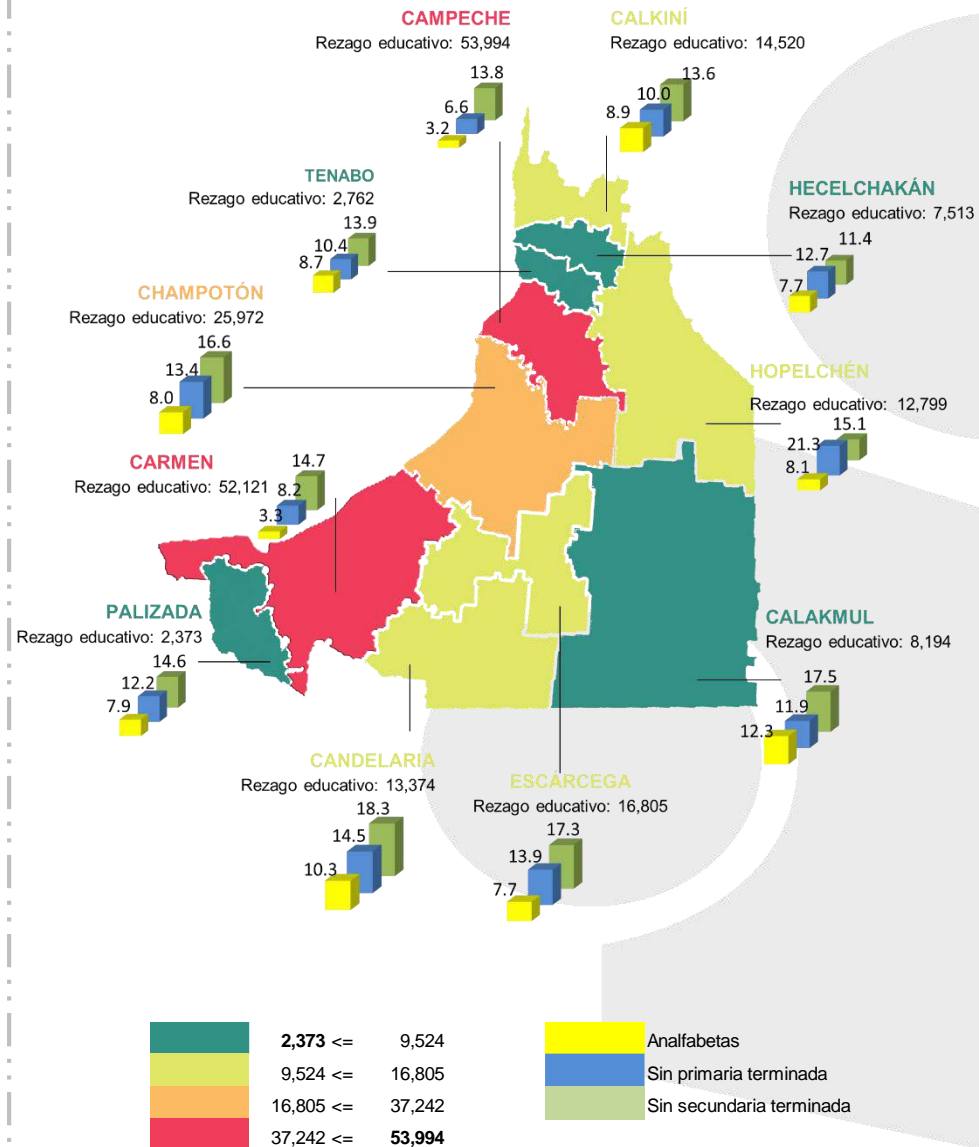 CAMPECHE
Rezago educativo: 53,994
13.8
6.6
3.2
CALKINÍ
Rezago educativo: 14,520
13.6
10.0
8.9
TENABO
Rezago educativo: 2,762
13.9
10.4
8.7
HECELCHAKÁN
Rezago educativo: 7,513
11.4
12.7
7.7
CHAMPOTÓN
Rezago educativo: 25,972
16.6
13.4
8.0
HOPELCHÉN
Rezago educativo: 12,799
15.1
21.3
8.1
CARMEN
Rezago educativo: 52,121
14.7
8.2
3.3
PALIZADA
Rezago educativo: 2,373
14.6
12.2
7.9
CALAKMUL
Rezago educativo: 8,194
17.5
11.9
12.3
CANDELARIA
Rezago educativo: 13,374
18.3
14.5
10.3
ESCÁRCEGA
Rezago educativo: 16,805
17.3
13.9
7.7
2,373 <= 9,524
9,524 <= 16,805
16,805 <= 37,242
37,242 <= 53,994
Analfabetas
Sin primaria terminada
Sin secundaria terminada